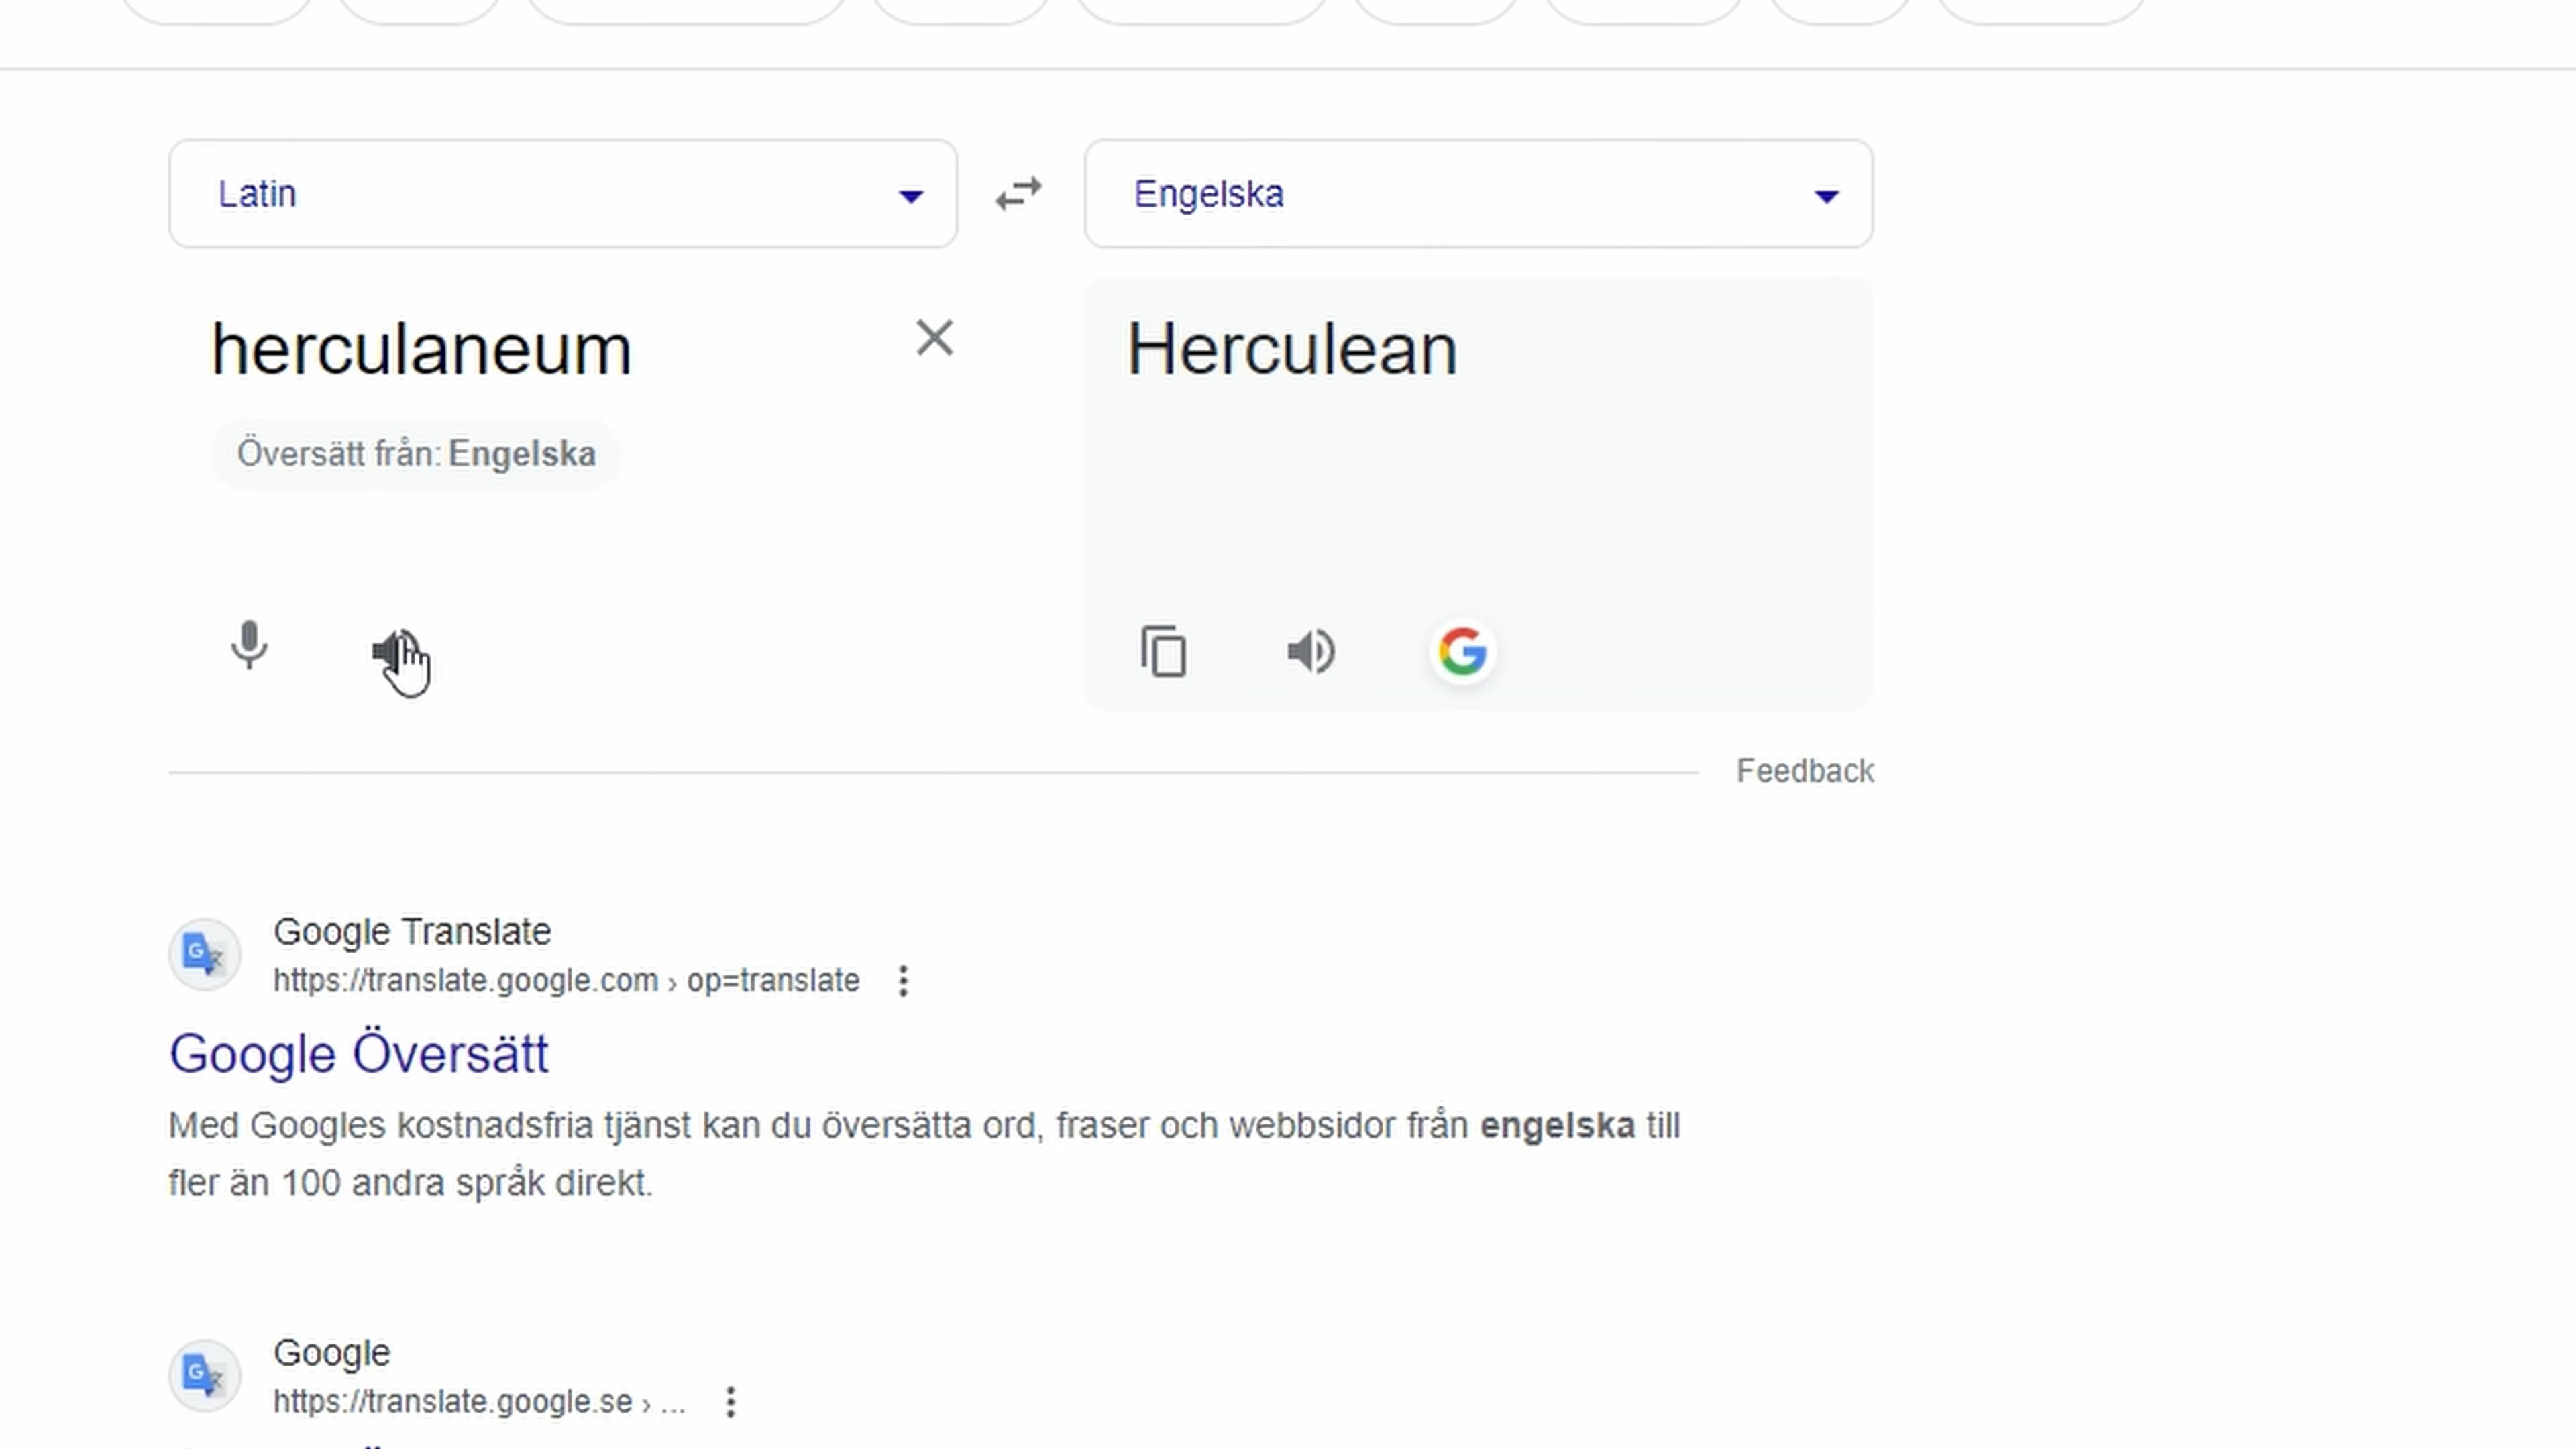 Latin
Engelska
herculaneum
Herculean
Översätt från: Engelska
Feedback
Google Translate
https://translate.google.com › op=translate
Google Översätt
Med Googles kostnadsfria tjänst kan du översätta ord, fraser och webbsidor från engelska till
fler än 100 andra språk direkt.
Google
https://translate.google.se › ...